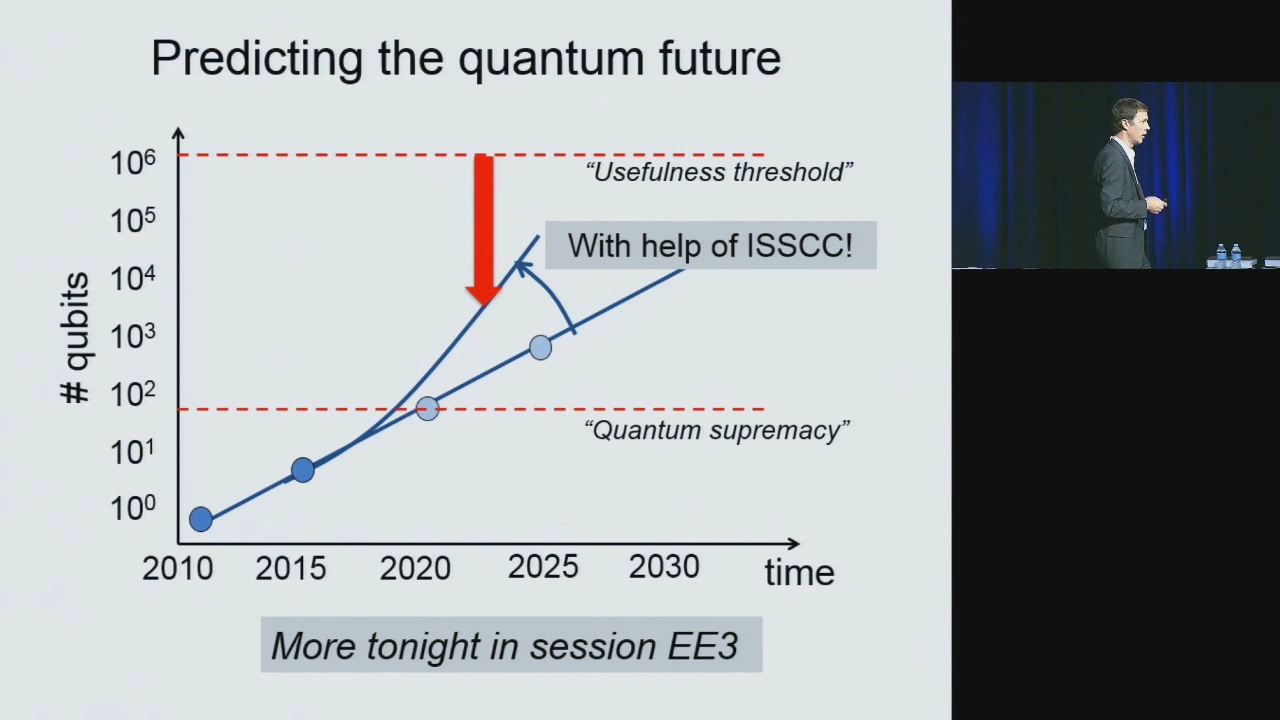 Predicting the quantum future
10⁶
“Usefulness threshold”
10⁵
With help of ISSCC!
10⁴
10³
# qubits
10²
“Quantum supremacy”
10¹
10⁰
2010 2015 2020 2025 2030 time
More tonight in session EE3